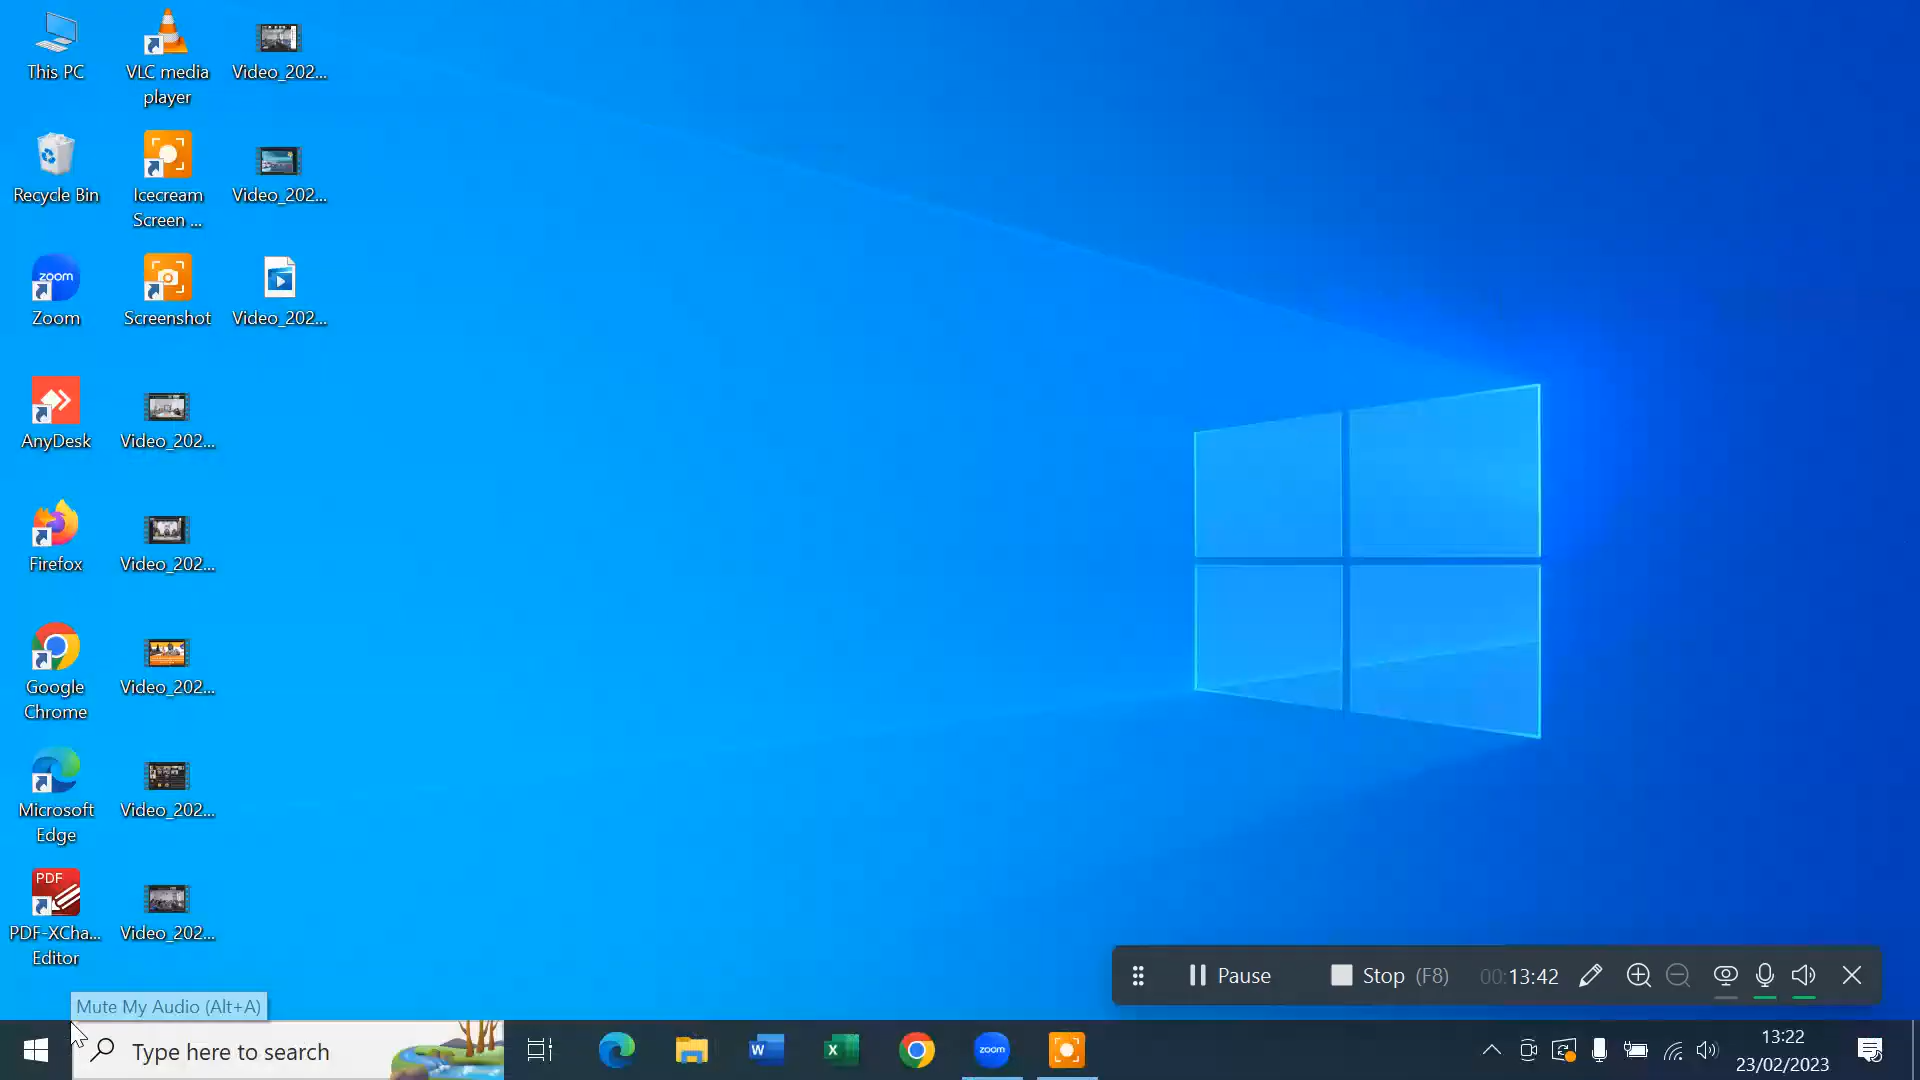 This PC
VLC media
player
Video_202...
Recycle Bin
Icecream
Screen ...
Video_202...
zoom
Zoom
Screenshot
Video_202...
AnyDesk
Video_202...
Firefox
Video_202...
Google
Chrome
Video_202...
Microsoft
Edge
Video_202...
PDF
PDF-XCha...
Editor
Video_202...
Pause
Stop (F8)
00:13:42
Mute My Audio (Alt+A)
Type here to search
W
X
zoom
13:22
23/02/2023